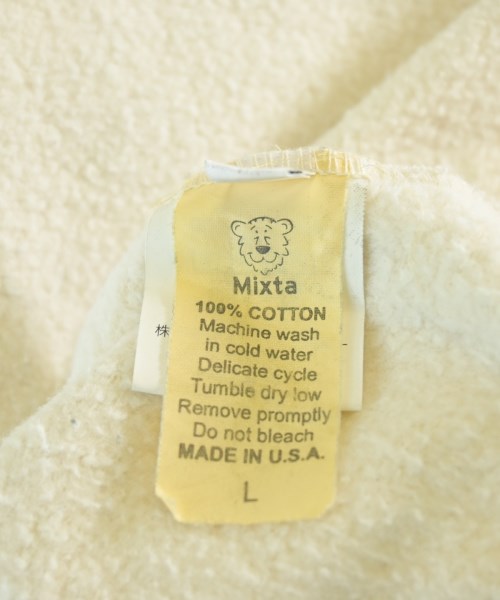 Mixta
100% COTTON
Machine wash
in cold water
Delicate cycle
Tumble dry low
Remove promptly
Do not bleach
MADE IN U.S.A.
L
株